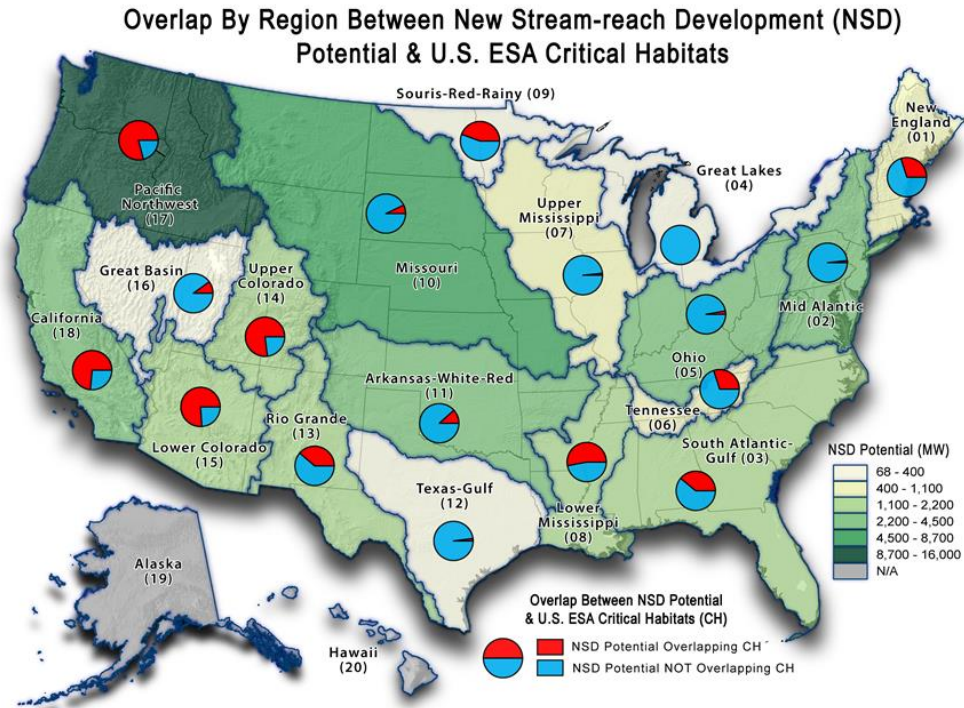 Overlap By Region Between New Stream-reach Development (NSD)
Potential & U.S. ESA Critical Habitats
Souris-Red-Rainy (09)
New
England
(01)
Great Lakes
(04)
Pacific
Northwest
(17)
Upper
Mississippi
(07)
Great Basin
(16)
Upper
Colorado
(14)
Missouri
(10)
Mid Alantic
(02)
California
(18)
Ohio
(05)
Arkansas-White-Red
(11)
Tennessee
(06)
Rio Grande
(13)
Lower Colorado
(15)
South Atlantic-
Gulf (03)
Texas-Gulf
(12)
Lower
Mississippi
(08)
NSD Potential (MW)
68 - 400
400 - 1,100
1,100 - 2,200
2,200 - 4,500
4,500 - 8,700
8,700 - 16,000
N/A
Alaska
(19)
Hawaii
(20)
Overlap Between NSD Potential
& U.S. ESA Critical Habitats (CH)
NSD Potential Overlapping CH
NSD Potential NOT Overlapping CH